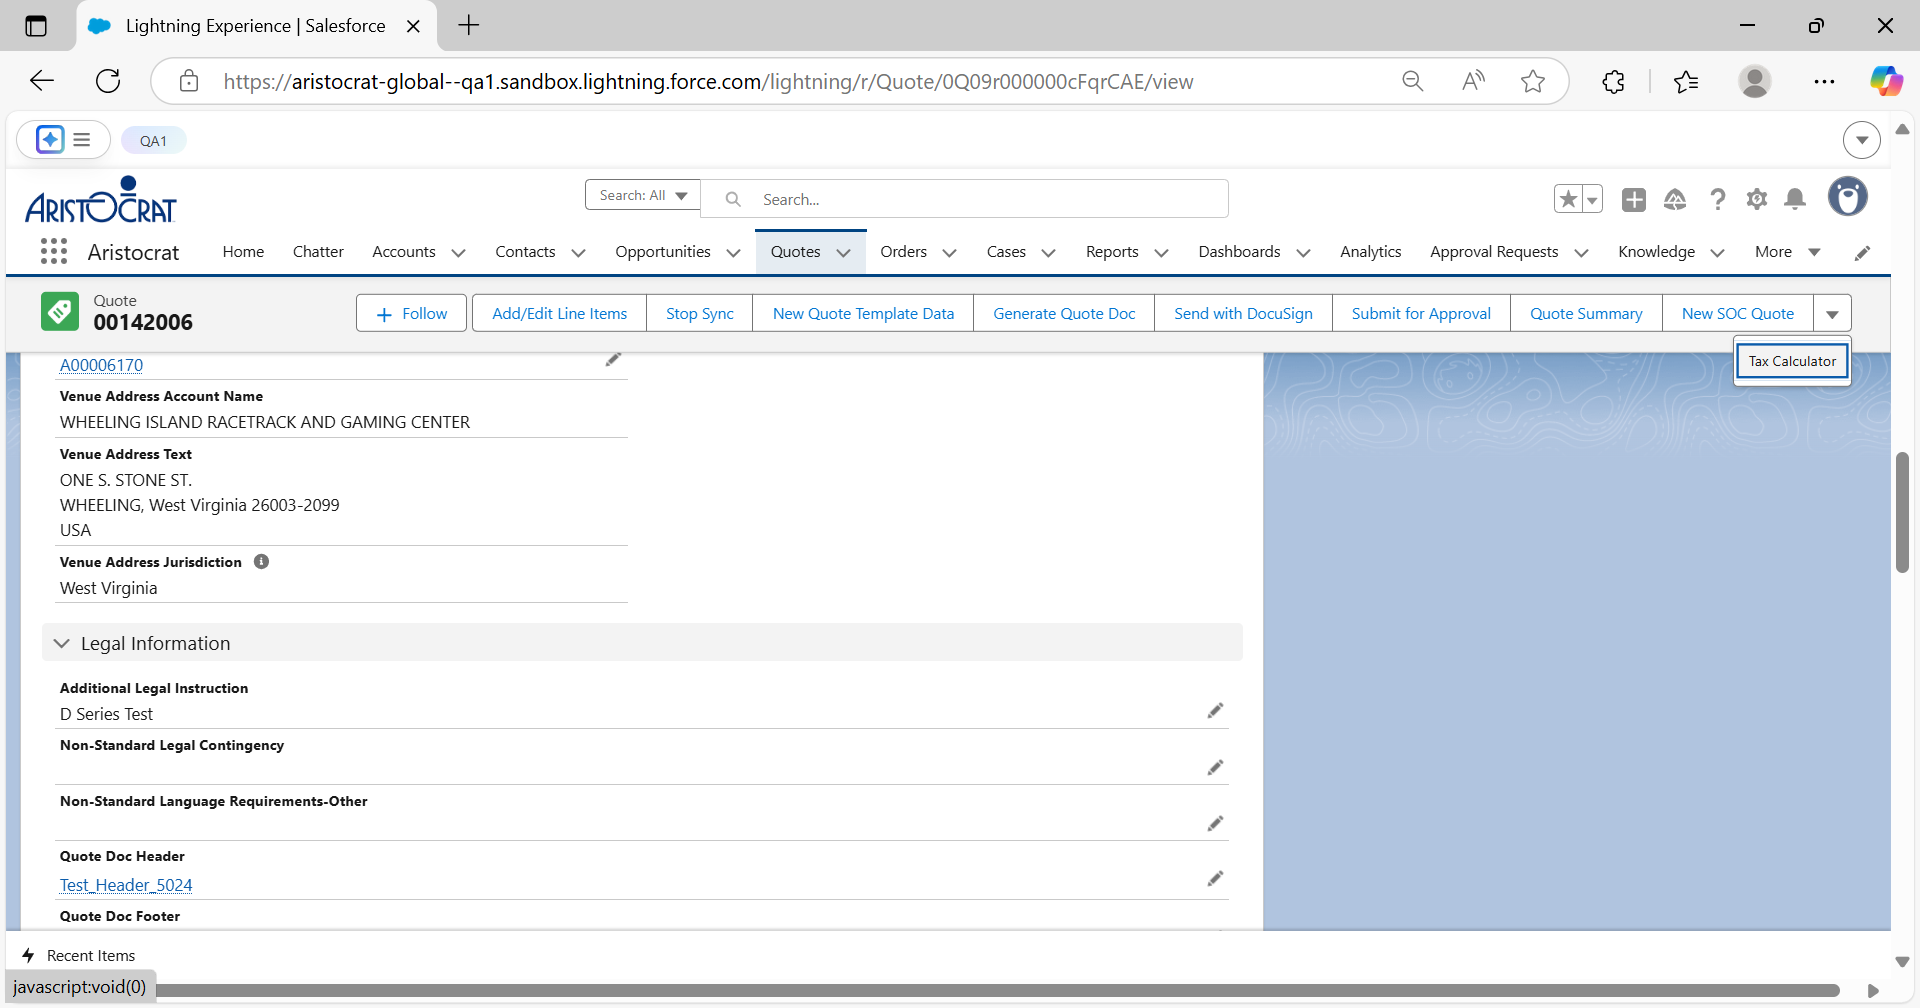 Lightning Experience | Salesforce
https://aristocrat-global--qa1.sandbox.lightning.force.com/lightning/r/Quote/0Q09r000000cFqrCAE/view
QA1
ARISTOCRAT
Search: All
Search...
Aristocrat
Home
Chatter
Accounts
Contacts
Opportunities
Quotes
Orders
Cases
Reports
Dashboards
Analytics
Approval Requests
Knowledge
More
Quote
00142006
Follow
Add/Edit Line Items
Stop Sync
New Quote Template Data
Generate Quote Doc
Send with DocuSign
Submit for Approval
Quote Summary
New SOC Quote
Tax Calculator
A00006170
Venue Address Account Name
WHEELING ISLAND RACETRACK AND GAMING CENTER
Venue Address Text
ONE S. STONE ST.
WHEELING, West Virginia 26003-2099
USA
Venue Address Jurisdiction
West Virginia
Legal Information
Additional Legal Instruction
D Series Test
Non-Standard Legal Contingency
Non-Standard Language Requirements-Other
Quote Doc Header
Test_Header_5024
Quote Doc Footer
Recent Items
javascript:void(0)